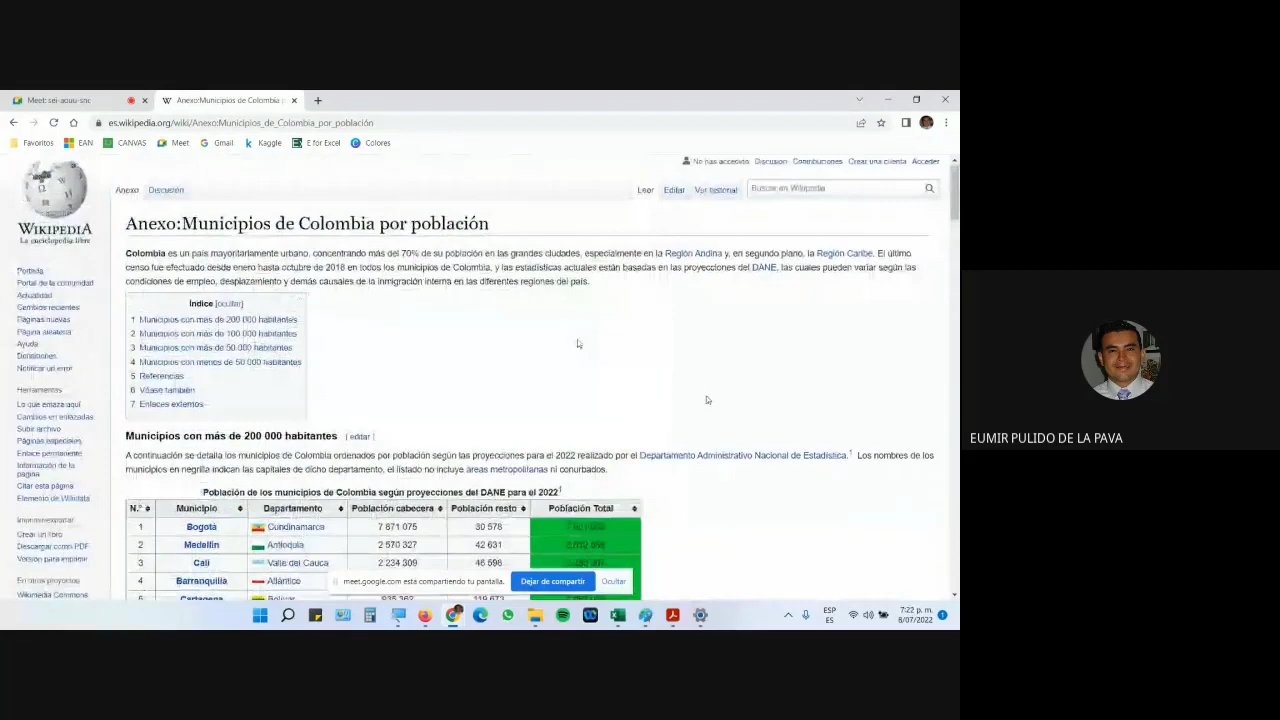 Meet: sei-aouu-snc
Anexo:Municipios de Colombia p
es.wikipedia.org/wiki/Anexo:Municipios_de_Colombia_por_población
Favoritos EAN CANVAS Meet Gmail Kaggle E for Excel Colores
No has accedido Discusión Contribuciones Crear una cuenta Acceder
Anexo Discusión Leer Editar Ver historial Buscar en Wikipedia
WIKIPEDIA
La enciclopedia libre
Portada
Portal de la comunidad
Actualidad
Cambios recientes
Páginas nuevas
Página aleatoria
Ayuda
Donaciones
Notificar un error
Herramientas
Lo que enlaza aquí
Cambios en enlazadas
Subir archivo
Páginas especiales
Enlace permanente
Información de la
página
Citar esta página
Elemento de Wikidata
Imprimir/exportar
Crear un libro
Descargar como PDF
Versión para imprimir
En otros proyectos
Wikimedia Commons
Anexo:Municipios de Colombia por población
Colombia es un país mayoritariamente urbano, concentrando más del 70% de su población en las grandes ciudades, especialmente en la Región Andina y, en segundo plano, la Región Caribe. El último
censo fue efectuado desde enero hasta octubre de 2018 en todos los municipios de Colombia, y las estadísticas actuales están basadas en las proyecciones del DANE, las cuales pueden variar según las
condiciones de empleo, desplazamiento y demás causales de la inmigración interna en las diferentes regiones del país.
Índice [ocultar]
1 Municipios con más de 200 000 habitantes
2 Municipios con más de 100 000 habitantes
3 Municipios con más de 50 000 habitantes
4 Municipios con menos de 50 000 habitantes
5 Referencias
6 Véase también
7 Enlaces externos
Municipios con más de 200 000 habitantes [ editar ]
A continuación se detalla los municipios de Colombia ordenados por población según las proyecciones para el 2022 realizado por el Departamento Administrativo Nacional de Estadística.1 Los nombres de los
municipios en negrilla indican las capitales de dicho departamento, el listado no incluye áreas metropolitanas ni conurbados.
Población de los municipios de Colombia según proyecciones del DANE para el 2022 1
N.º Municipio Departamento Población cabecera Población resto Población Total
1 Bogotá Cundinamarca 7 871 075 30 578
2 Medellín Antioquia 2 570 327 42 631
3 Cali Valle del Cauca 2 234 309 46 598
4 Barranquilla Atlántico
5 Cartagena Bolívar
meet.google.com está compartiendo tu pantalla. Dejar de compartir Ocultar
ESP
ES
7:22 p. m.
8/07/2022
EUMIR PULIDO DE LA PAVA